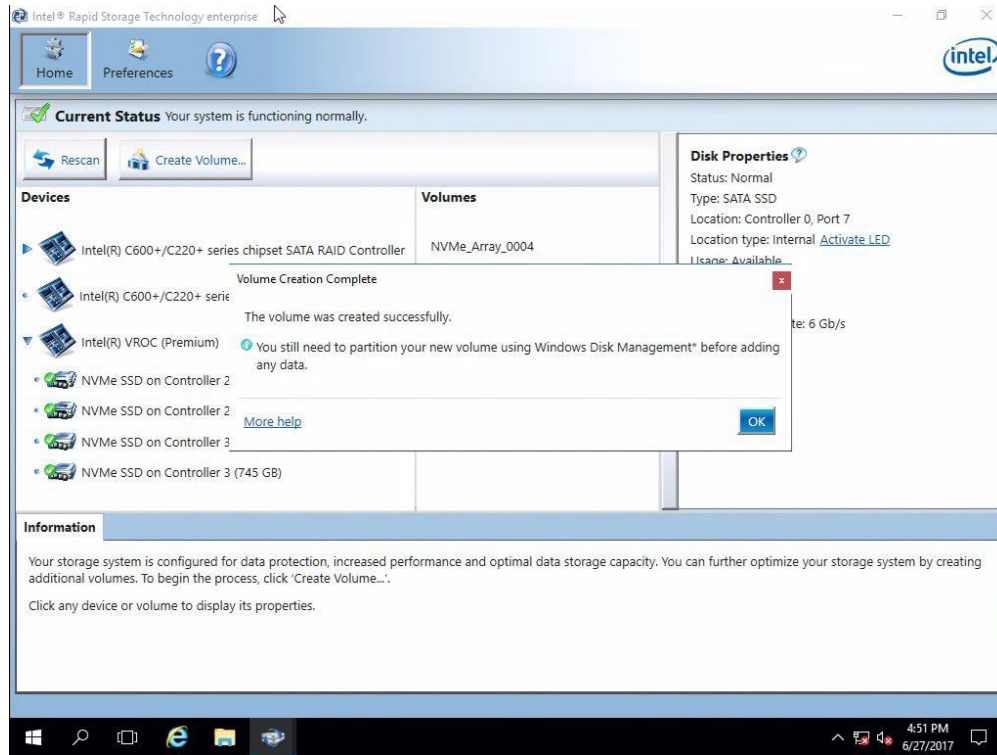 Intel® Rapid Storage Technology enterprise
Home
Preferences
intel
Current Status Your system is functioning normally.
Rescan
Create Volume...
Devices
Volumes
Intel(R) C600+/C220+ series chipset SATA RAID Controller
NVMe_Array_0004
Intel(R) C600+/C220+ serie
Intel(R) VROC (Premium)
NVMe SSD on Controller 2
NVMe SSD on Controller 2
NVMe SSD on Controller 3
NVMe SSD on Controller 3 (745 GB)
Disk Properties
Status: Normal
Type: SATA SSD
Location: Controller 0, Port 7
Location type: Internal Activate LED
Usage: Available
te: 6 Gb/s
Volume Creation Complete
The volume was created successfully.
You still need to partition your new volume using Windows Disk Management* before adding
any data.
More help
OK
Information
Your storage system is configured for data protection, increased performance and optimal data storage capacity. You can further optimize your storage system by creating
additional volumes. To begin the process, click 'Create Volume...'.
Click any device or volume to display its properties.
4:51 PM
6/27/2017